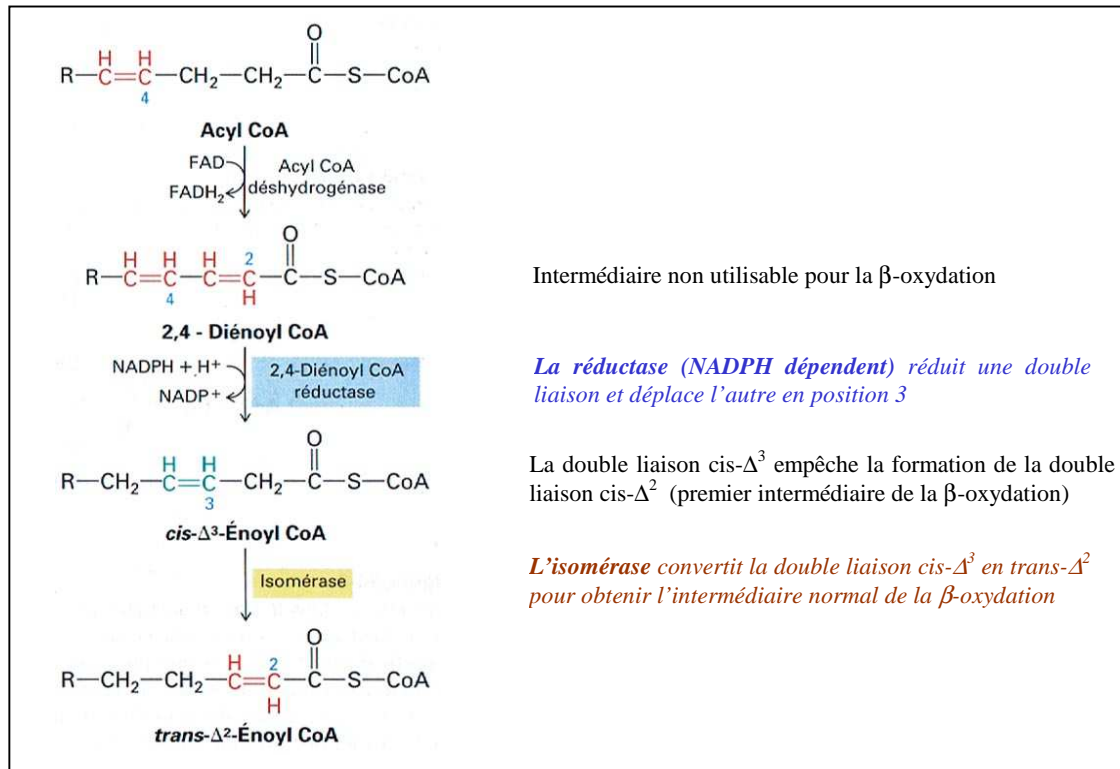 O
H H ||
R—C=C—CH₂—CH₂—C—S—CoA
4
Acyl CoA
FAD
Acyl CoA
FADH₂
déshydrogénase
O
H H H 2 ||
R—C=C—C=C—C—S—CoA
4 H
Intermédiaire non utilisable pour la β-oxydation
2,4 - Diénoyl CoA
NADPH + H⁺
2,4-Diénoyl CoA
NADP⁺
réductase
La réductase (NADPH dépendent) réduit une double
liaison et déplace l'autre en position 3
O
H H ||
R—CH₂—C=C—CH₂—C—S—CoA
3
La double liaison cis-Δ³ empêche la formation de la double
liaison cis-Δ² (premier intermédiaire de la β-oxydation)
cis-Δ³-Énoyl CoA
Isomérase
L'isomérase convertit la double liaison cis-Δ³ en trans-Δ²
pour obtenir l'intermédiaire normal de la β-oxydation
O
H 2 ||
R—CH₂—CH₂—C=C—C—S—CoA
H
trans-Δ²-Énoyl CoA